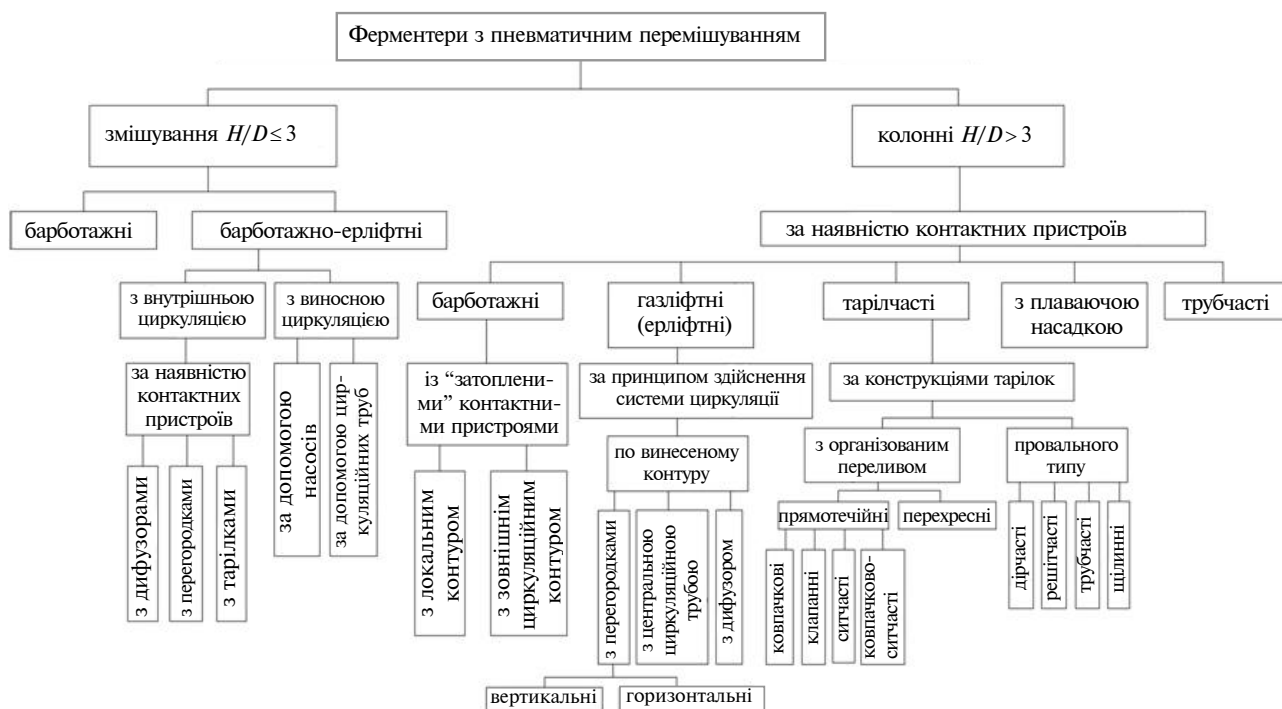 Ферментери з пневматичним перемішуванням
змішування H/D ≤ 3
колонні H/D > 3
барботажні
барботажно-ерліфтні
за наявністю контактних пристроїв
з внутрішньою
циркуляцією
з виносною
циркуляцією
барботажні
газліфтні
(ерліфтні)
тарілчасті
з плаваючою
насадкою
трубчасті
за наявністю
контактних
пристроїв
за допомогою
насосів
за допомогою цир-
куляційних труб
із “затоплени-
ми” контактни-
ми пристроями
за принципом здійснення
системи циркуляції
за конструкціями тарілок
з дифузорами
з перегородками
з тарілками
з локальним
контуром
з зовнішнім
циркуляційним
контуром
по винесеному
контуру
з організованим
переливом
провального
типу
з перегородками
з центральною
циркуляційною
трубою
з дифузором
прямотечійні
перехресні
дірчасті
решітчасті
трубчасті
щілинні
ковпачкові
клапанні
ситчасті
ковпачково-
ситчасті
вертикальні
горизонтальні